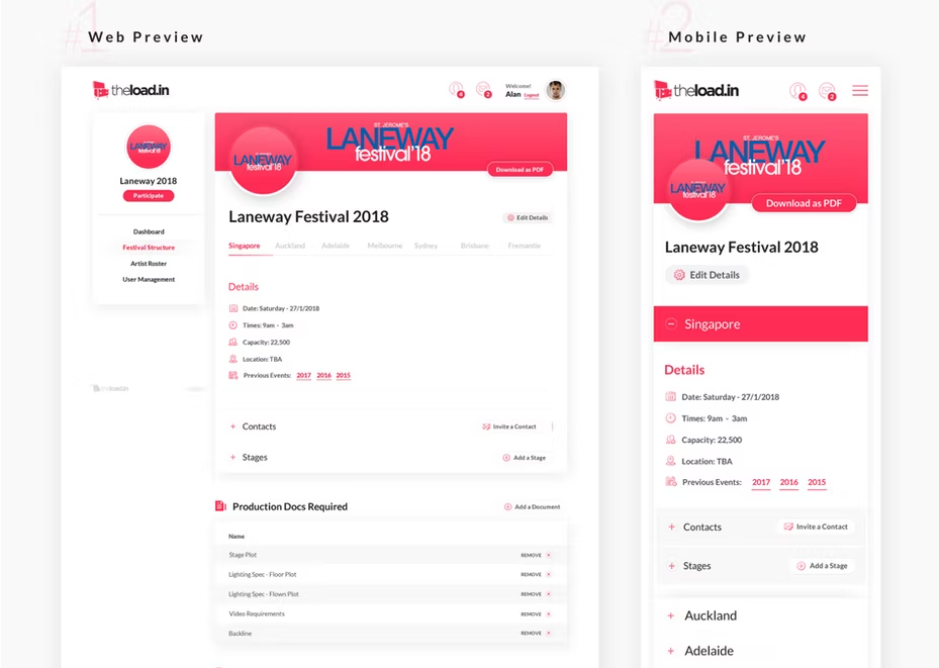 #1
Web Preview
theload.in
4
2
Welcome!
Alan Logout
LANEWAY
festival'18
Laneway 2018
Participate
Dashboard
Festival Structure
Artist Roster
User Management
theload.in
ST. JEROME'S
LANEWAY
festival'18
LANEWAY
festival'18
Download as PDF
Laneway Festival 2018
Edit Details
Singapore Auckland Adelaide Melbourne Sydney Brisbane Fremantle
Details
Date: Saturday - 27/1/2018
Times: 9am - 3am
Capacity: 22,500
Location: TBA
Previous Events: 2017 2016 2015
+ Contacts Invite a Contact
+ Stages Add a Stage
Production Docs Required Add a Document
Name
Stage Plot REMOVE ×
Lighting Spec - Floor Plot REMOVE ×
Lighting Spec - Flown Plot REMOVE ×
Video Requirements REMOVE ×
Backline REMOVE ×
#2
Mobile Preview
theload.in
4
2
ST. JEROME'S
LANEWAY
festival'18
LANEWAY
festival'18
Download as PDF
Laneway Festival 2018
Edit Details
Singapore
Details
Date: Saturday - 27/1/2018
Times: 9am - 3am
Capacity: 22,500
Location: TBA
Previous Events: 2017 2016 2015
+ Contacts Invite a Contact
+ Stages Add a Stage
+ Auckland
+ Adelaide